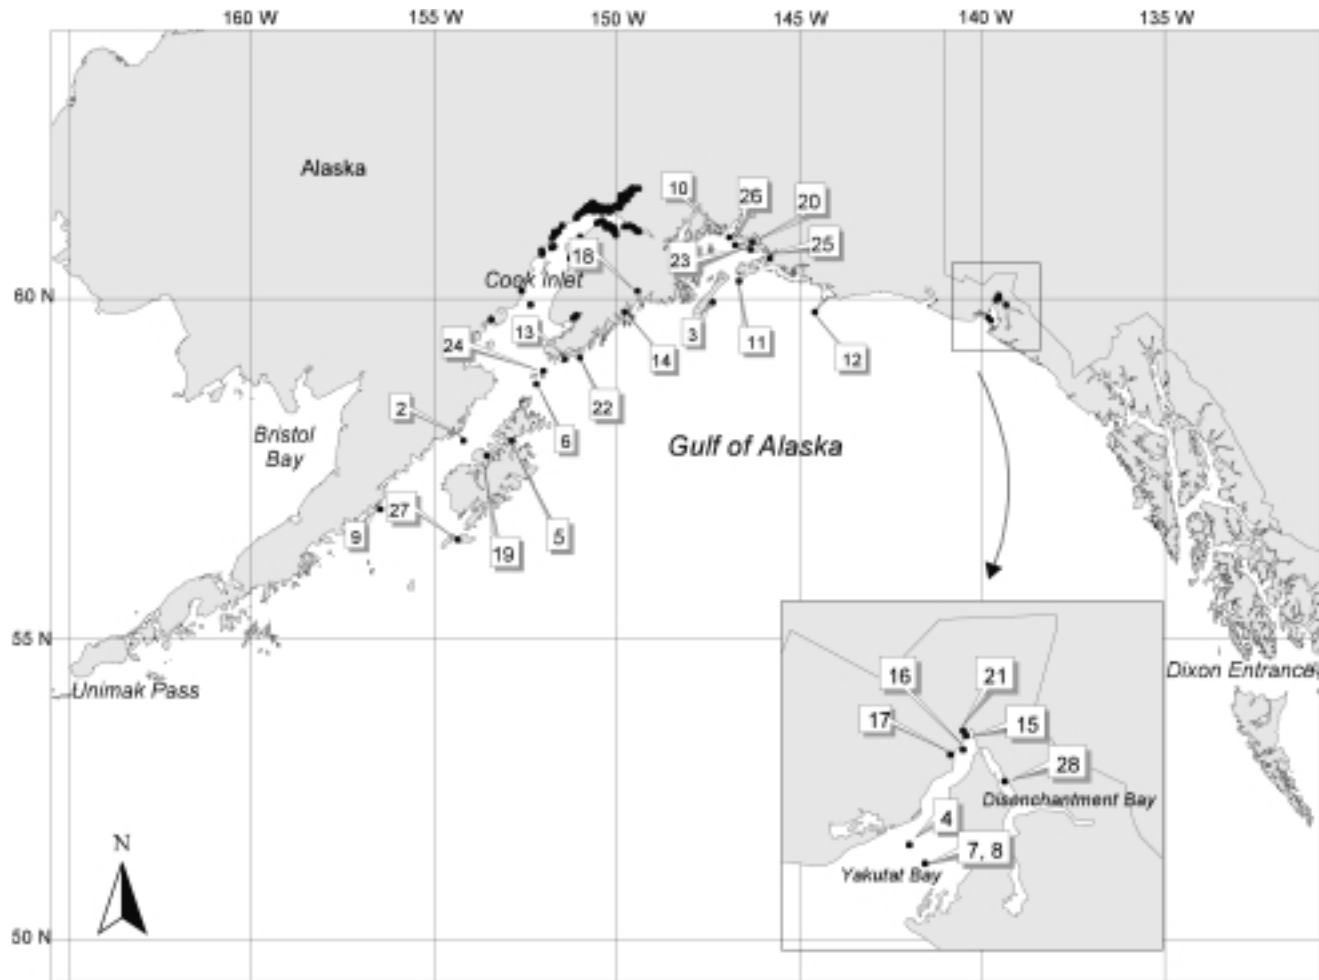 160 W 155 W 150 W 145 W 140 W 135 W
Alaska
10
26
20
18
23
25
Cook Inlet
60 N
13
24
3
11
12
14
2
22
6
Bristol
Bay
Gulf of Alaska
27
9
5
19
55 N
Unimak Pass
Dixon Entrance
16
21
17
15
28
Disenchantment Bay
4
7, 8
Yakutat Bay
N
50 N